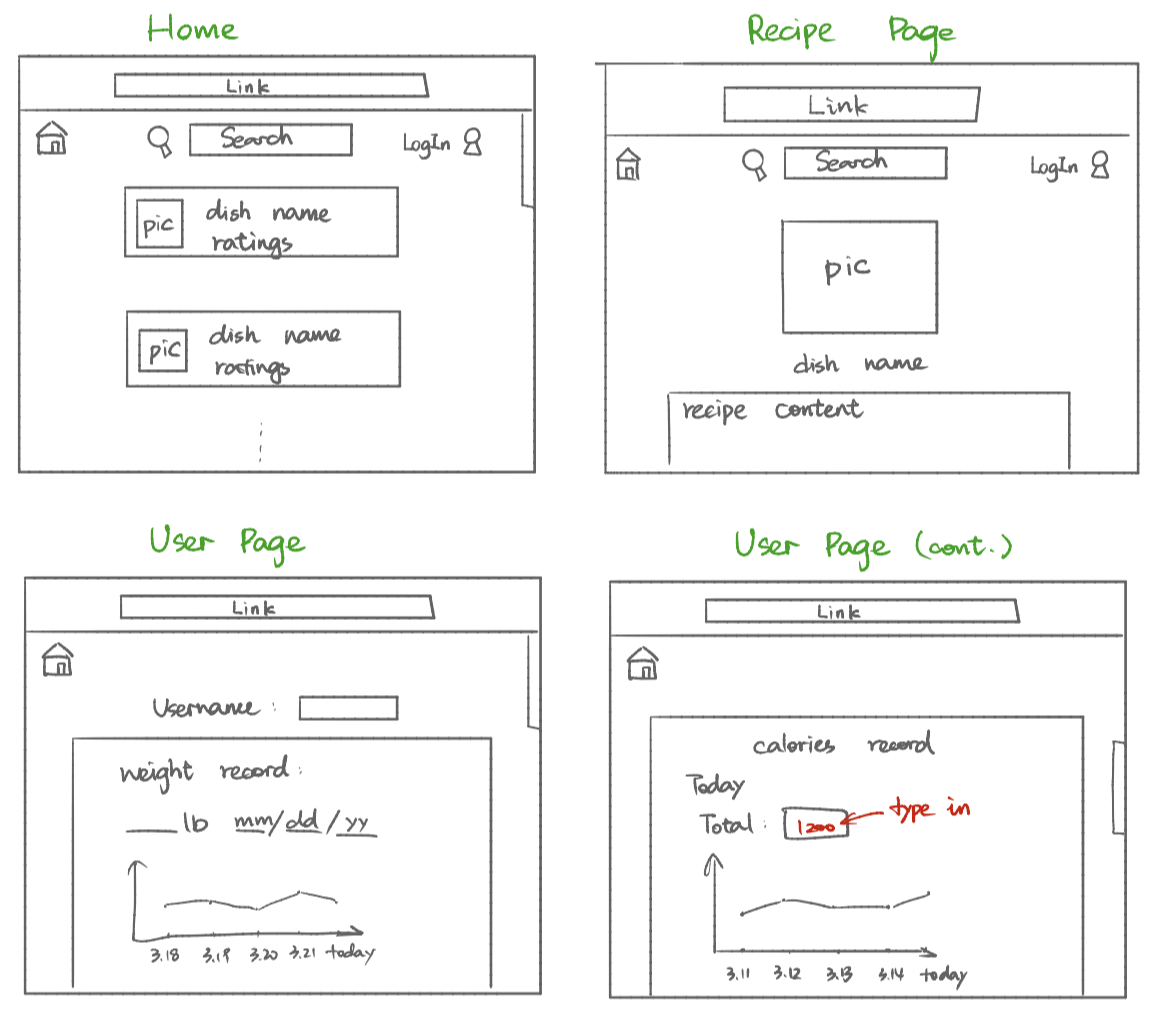 Home
Link
Search
LogIn
pic
dish name
ratings
pic
dish name
ratings
Recipe Page
Link
Search
LogIn
pic
dish name
recipe content
User Page
Link
Username :
weight record :
lb mm/dd/yy
3.18 3.19 3.20 3.21 today
User Page (cont.)
Link
calories record
Today
Total : 1200 type in
3.11 3.12 3.13 3.14 today